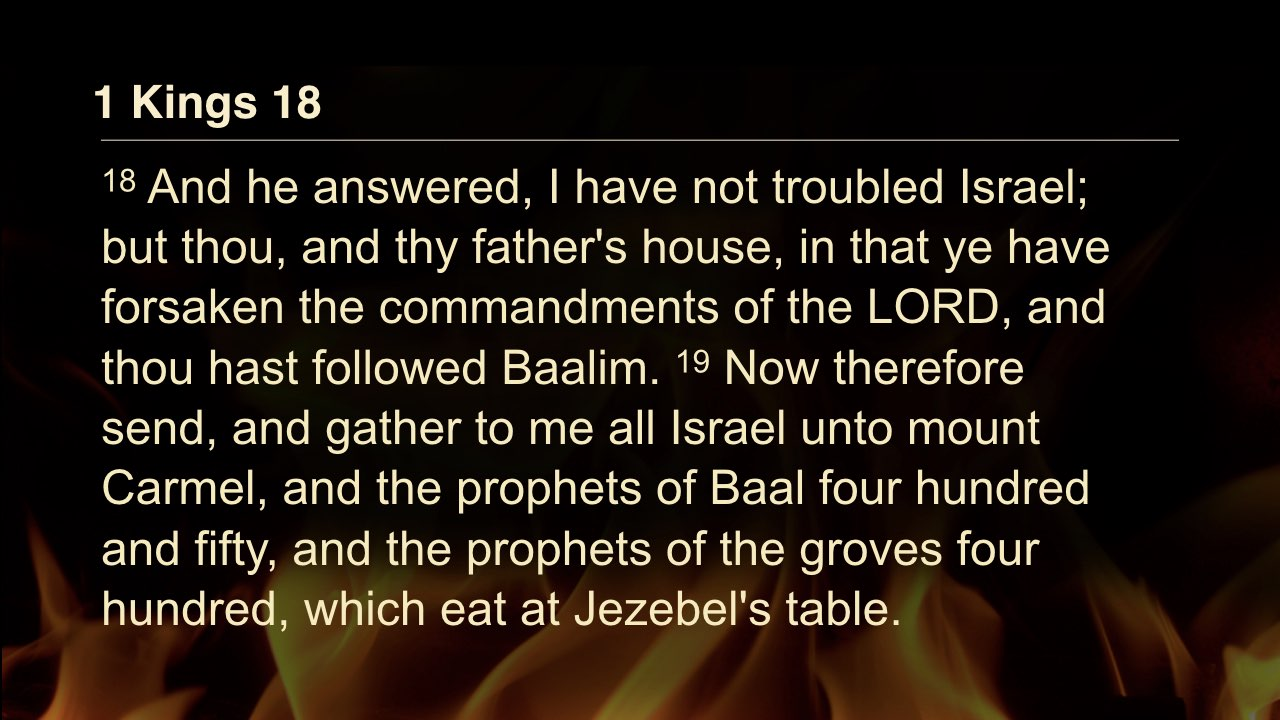 1 Kings 18
18 And he answered, I have not troubled Israel;
but thou, and thy father's house, in that ye have
forsaken the commandments of the LORD, and
thou hast followed Baalim. 19 Now therefore
send, and gather to me all Israel unto mount
Carmel, and the prophets of Baal four hundred
and fifty, and the prophets of the groves four
hundred, which eat at Jezebel's table.